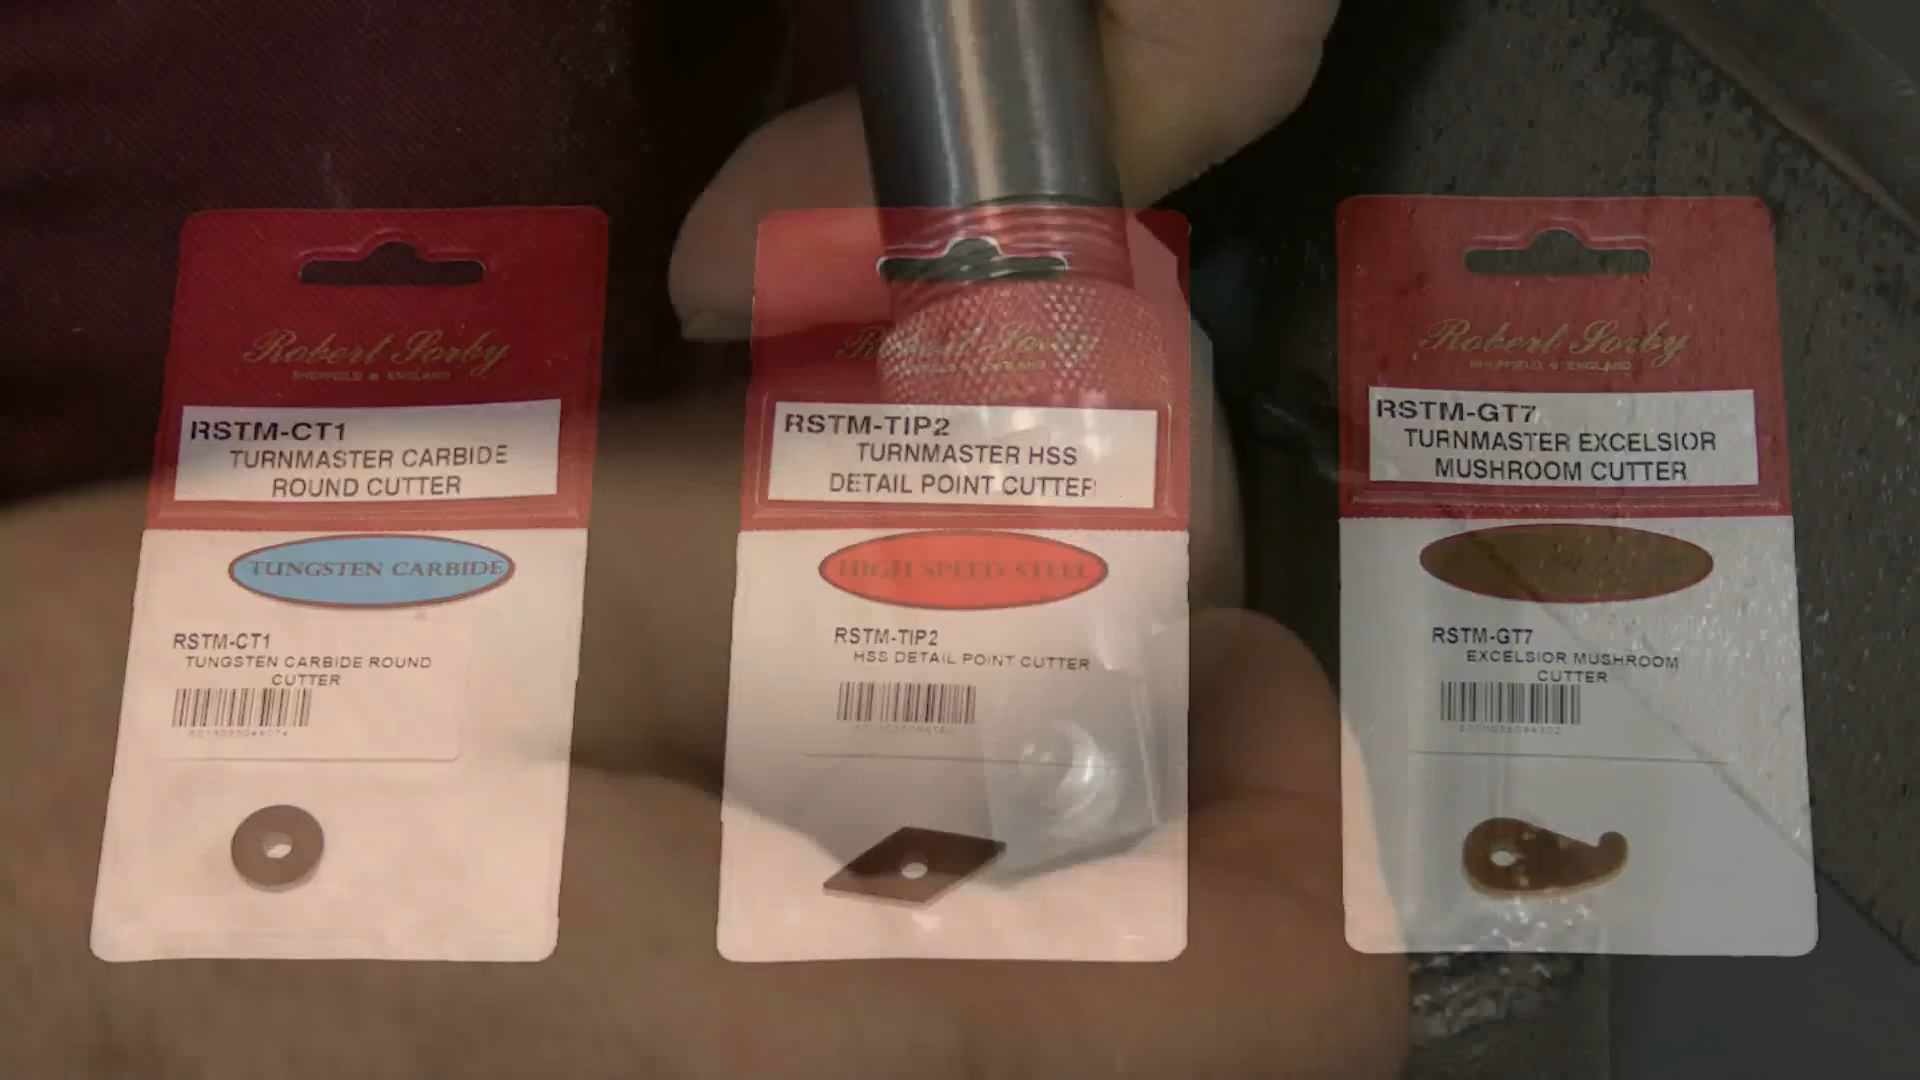 Robert Sorby
SHEFFIELD ENGLAND
RSTM-CT1
TURNMASTER CARBIDE
ROUND CUTTER
TUNGSTEN CARBIDE
RSTM-CT1
TUNGSTEN CARBIDE ROUND
CUTTER
Robert Sorby
RSTM-TIP2
TURNMASTER HSS
DETAIL POINT CUTTER
HIGH SPEED STEEL
RSTM-TIP2
HSS DETAIL POINT CUTTER
Robert Sorby
SHEFFIELD ENGLAND
RSTM-GT7
TURNMASTER EXCELSIOR
MUSHROOM CUTTER
RSTM-GT7
EXCELSIOR MUSHROOM
CUTTER